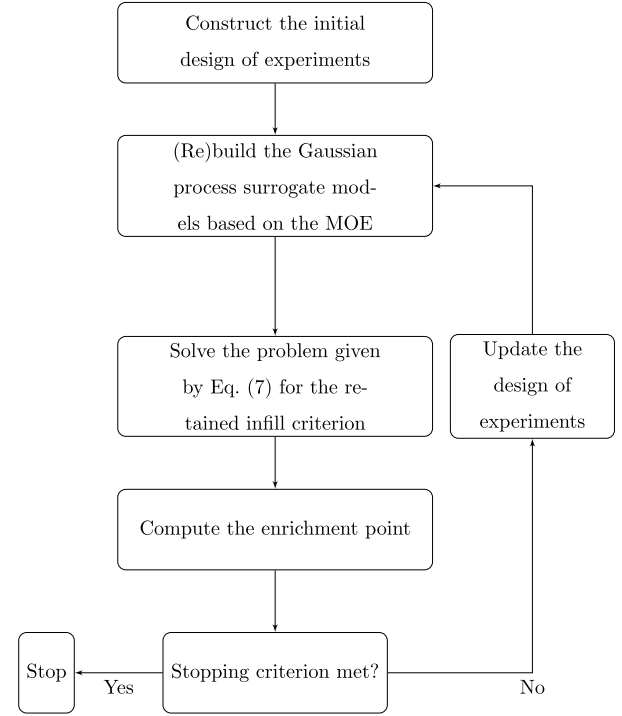 Construct the initial
design of experiments
(Re)build the Gaussian
process surrogate mod-
els based on the MOE
Solve the problem given
by Eq. (7) for the re-
tained infill criterion
Update the
design of
experiments
Compute the enrichment point
Stop
Yes
Stopping criterion met?
No